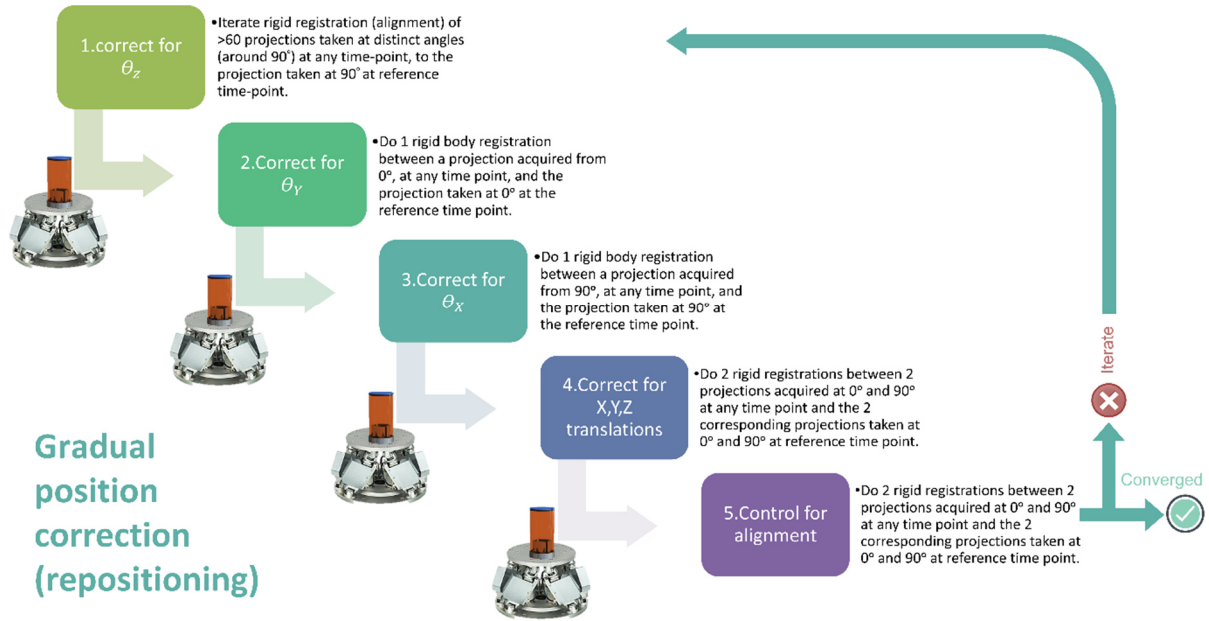 1.correct for
θz
•Iterate rigid registration (alignment) of
>60 projections taken at distinct angles
(around 90°) at any time-point, to
the projection taken at 90° at reference
time-point.
2.Correct for
θY
•Do 1 rigid body registration
between a projection acquired from
0°, at any time point, and the
projection taken at 0° at the
reference time point.
3.Correct for
θX
•Do 1 rigid body registration
between a projection acquired
from 90°, at any time point, and
the projection taken at 90° at
the reference time point.
4.Correct for
X,Y,Z
translations
•Do 2 rigid registrations between 2
projections acquired at 0° and 90°
at any time point and the 2
corresponding projections taken at
0° and 90° at reference time point.
5.Control for
alignment
•Do 2 rigid registrations between 2
projections acquired at 0° and 90°
at any time point and the 2
corresponding projections taken at
0° and 90° at reference time point.
Iterate
Converged
Gradual
position
correction
(repositioning)